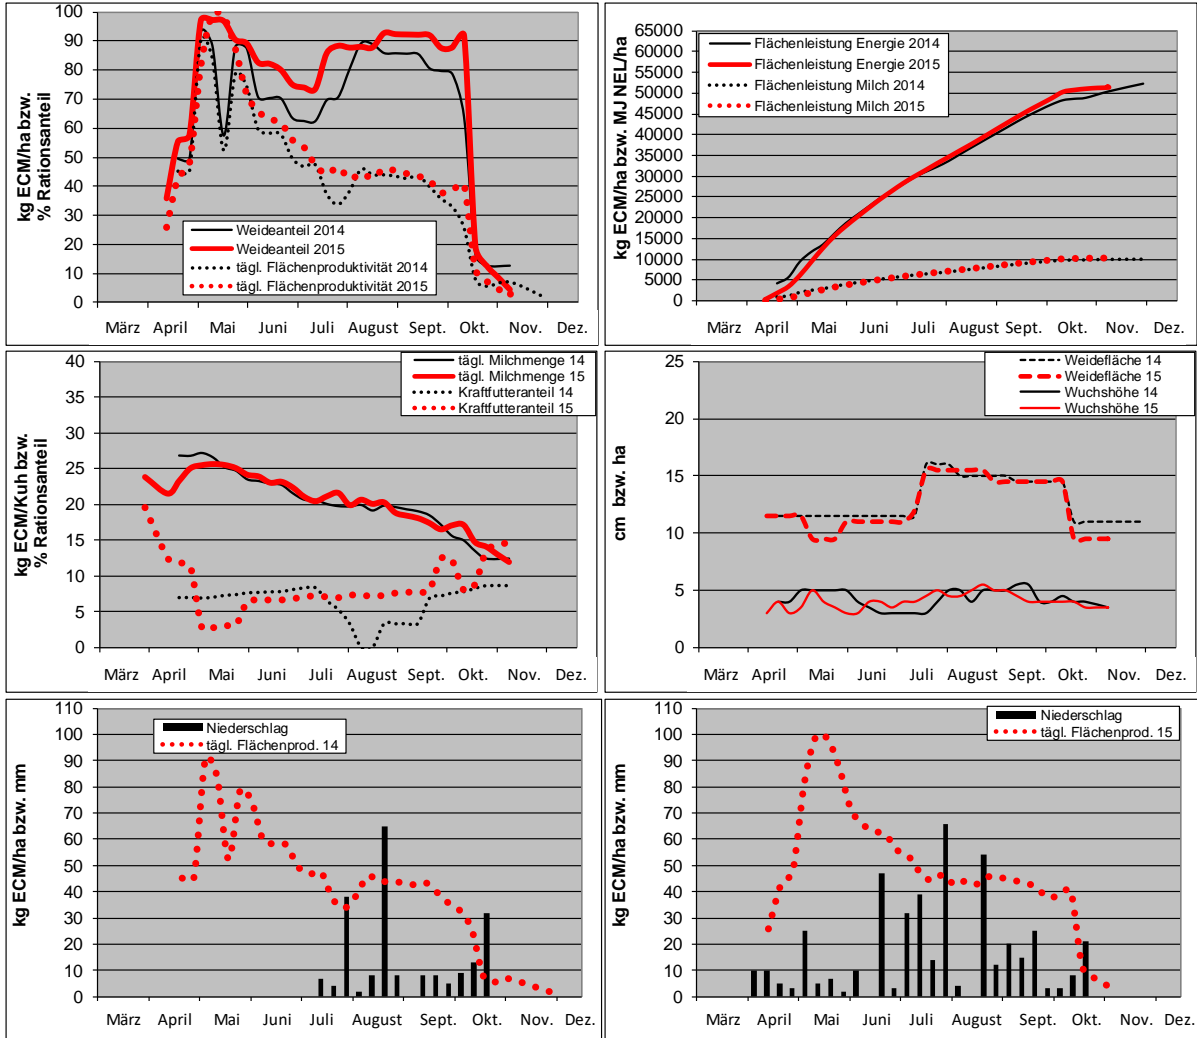 kg ECM/ha bzw.
% Rationsanteil
100
90
80
70
60
50
40
30
20
10
0
Weideanteil 2014
Weideanteil 2015
tägl. Flächenproduktivität 2014
tägl. Flächenproduktivität 2015
März April Mai Juni Juli August Sept. Okt. Nov. Dez.
kg ECM/ha bzw. MJ NEL/ha
65000
60000
55000
50000
45000
40000
35000
30000
25000
20000
15000
10000
5000
0
Flächenleistung Energie 2014
Flächenleistung Energie 2015
Flächenleistung Milch 2014
Flächenleistung Milch 2015
März April Mai Juni Juli August Sept. Okt. Nov. Dez.
kg ECM/Kuh bzw.
% Rationsanteil
40
35
30
25
20
15
10
5
0
tägl. Milchmenge 14
tägl. Milchmenge 15
Kraftfutteranteil 14
Kraftfutteranteil 15
März April Mai Juni Juli August Sept. Okt. Nov. Dez.
cm bzw. ha
25
20
15
10
5
0
Weidefläche 14
Weidefläche 15
Wuchshöhe 14
Wuchshöhe 15
März April Mai Juni Juli August Sept. Okt. Nov. Dez.
kg ECM/ha bzw. mm
110
100
90
80
70
60
50
40
30
20
10
0
Niederschlag
tägl. Flächenprod. 14
März April Mai Juni Juli August Sept. Okt. Nov. Dez.
kg ECM/ha bzw. mm
110
100
90
80
70
60
50
40
30
20
10
0
Niederschlag
tägl. Flächenprod. 15
März April Mai Juni Juli August Sept. Okt. Nov. Dez.